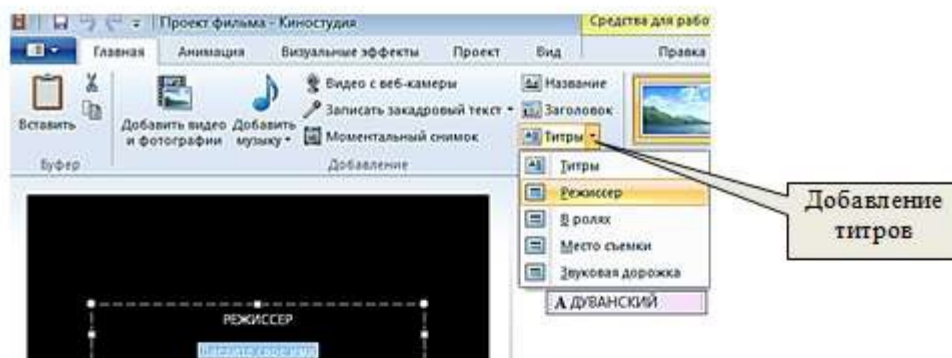 Проект фильма - Киностудия
Средства для рабо
Главная Анимация Визуальные эффекты Проект Вид Правка
Вставить
Буфер
Добавить видео и фотографии
Добавить музыку
Видео с веб-камеры
Записать закадровый текст
Моментальный снимок
Добавление
Название
Заголовок
Титры
Титры
Режиссер
В ролях
Место съемки
Звуковая дорожка
А ДУВАНСКИЙ
Добавление
титров
РЕЖИССЕР